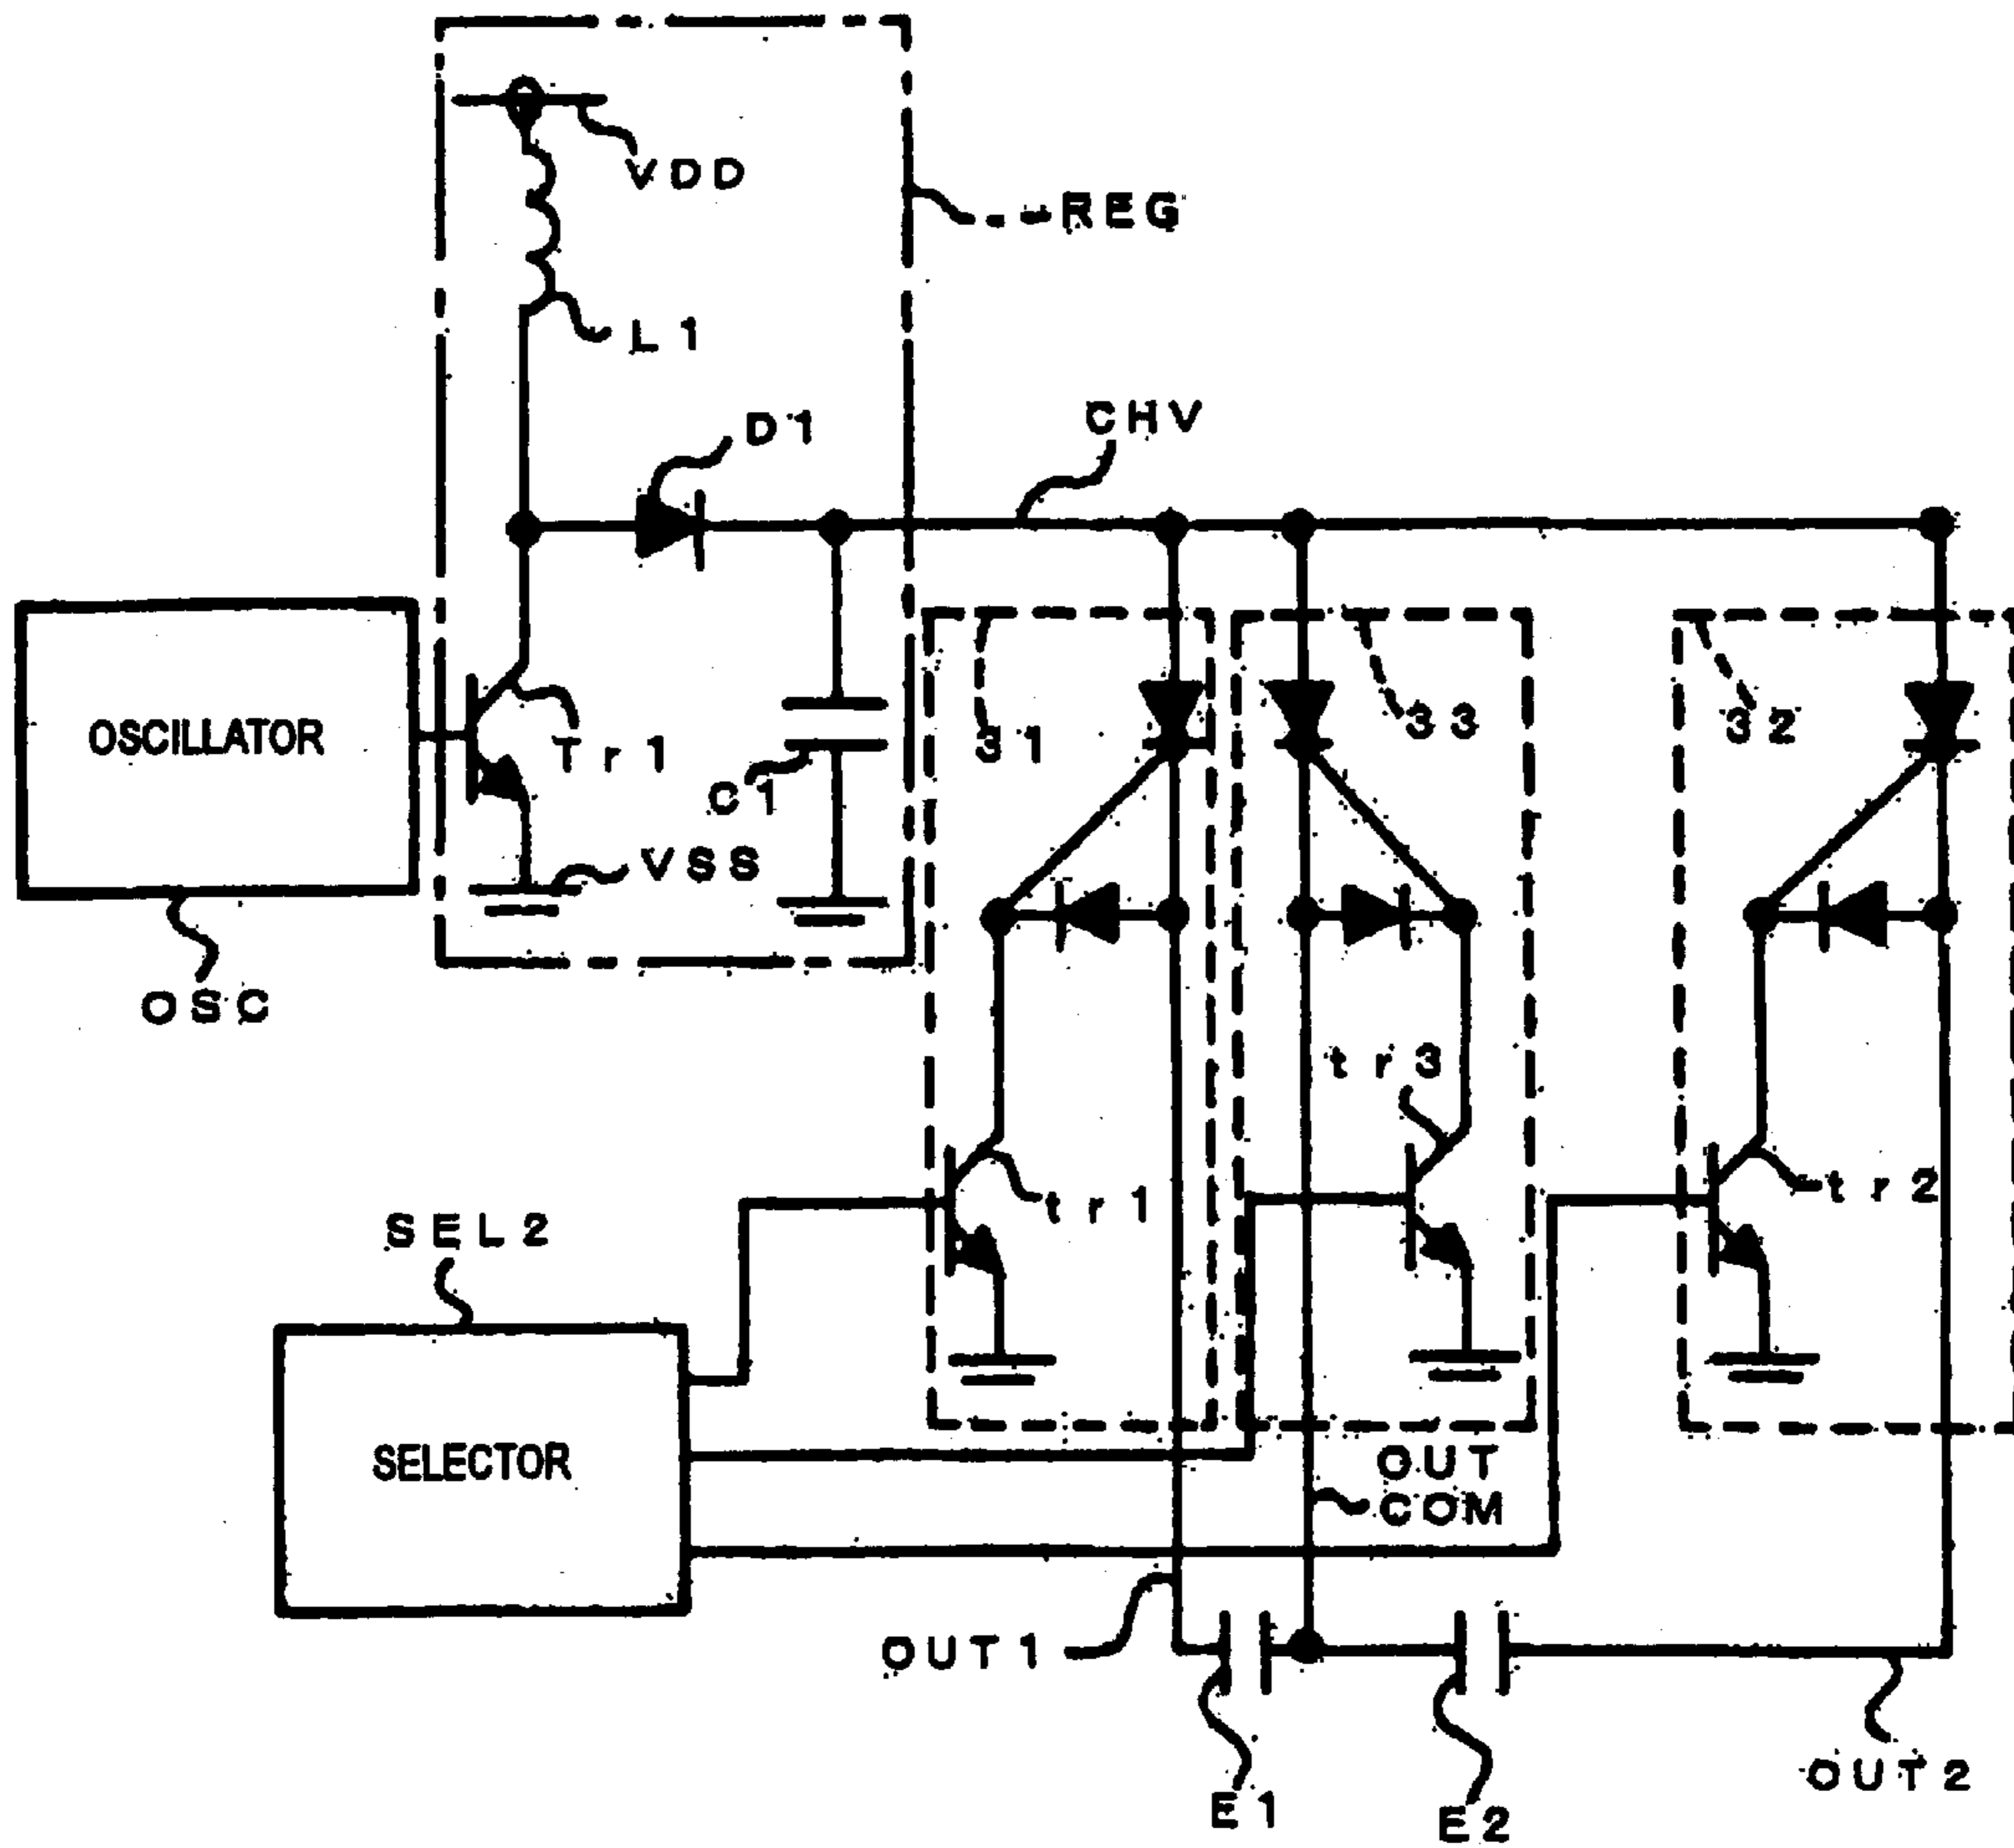 VDD
REG
L1
D1
CHV
OSCILLATOR
Tr1
C1
31
33
32
VSS
OSC
tr3
tr1
tr2
SEL2
SELECTOR
OUT
COM
OUT1
E1
E2
OUT2